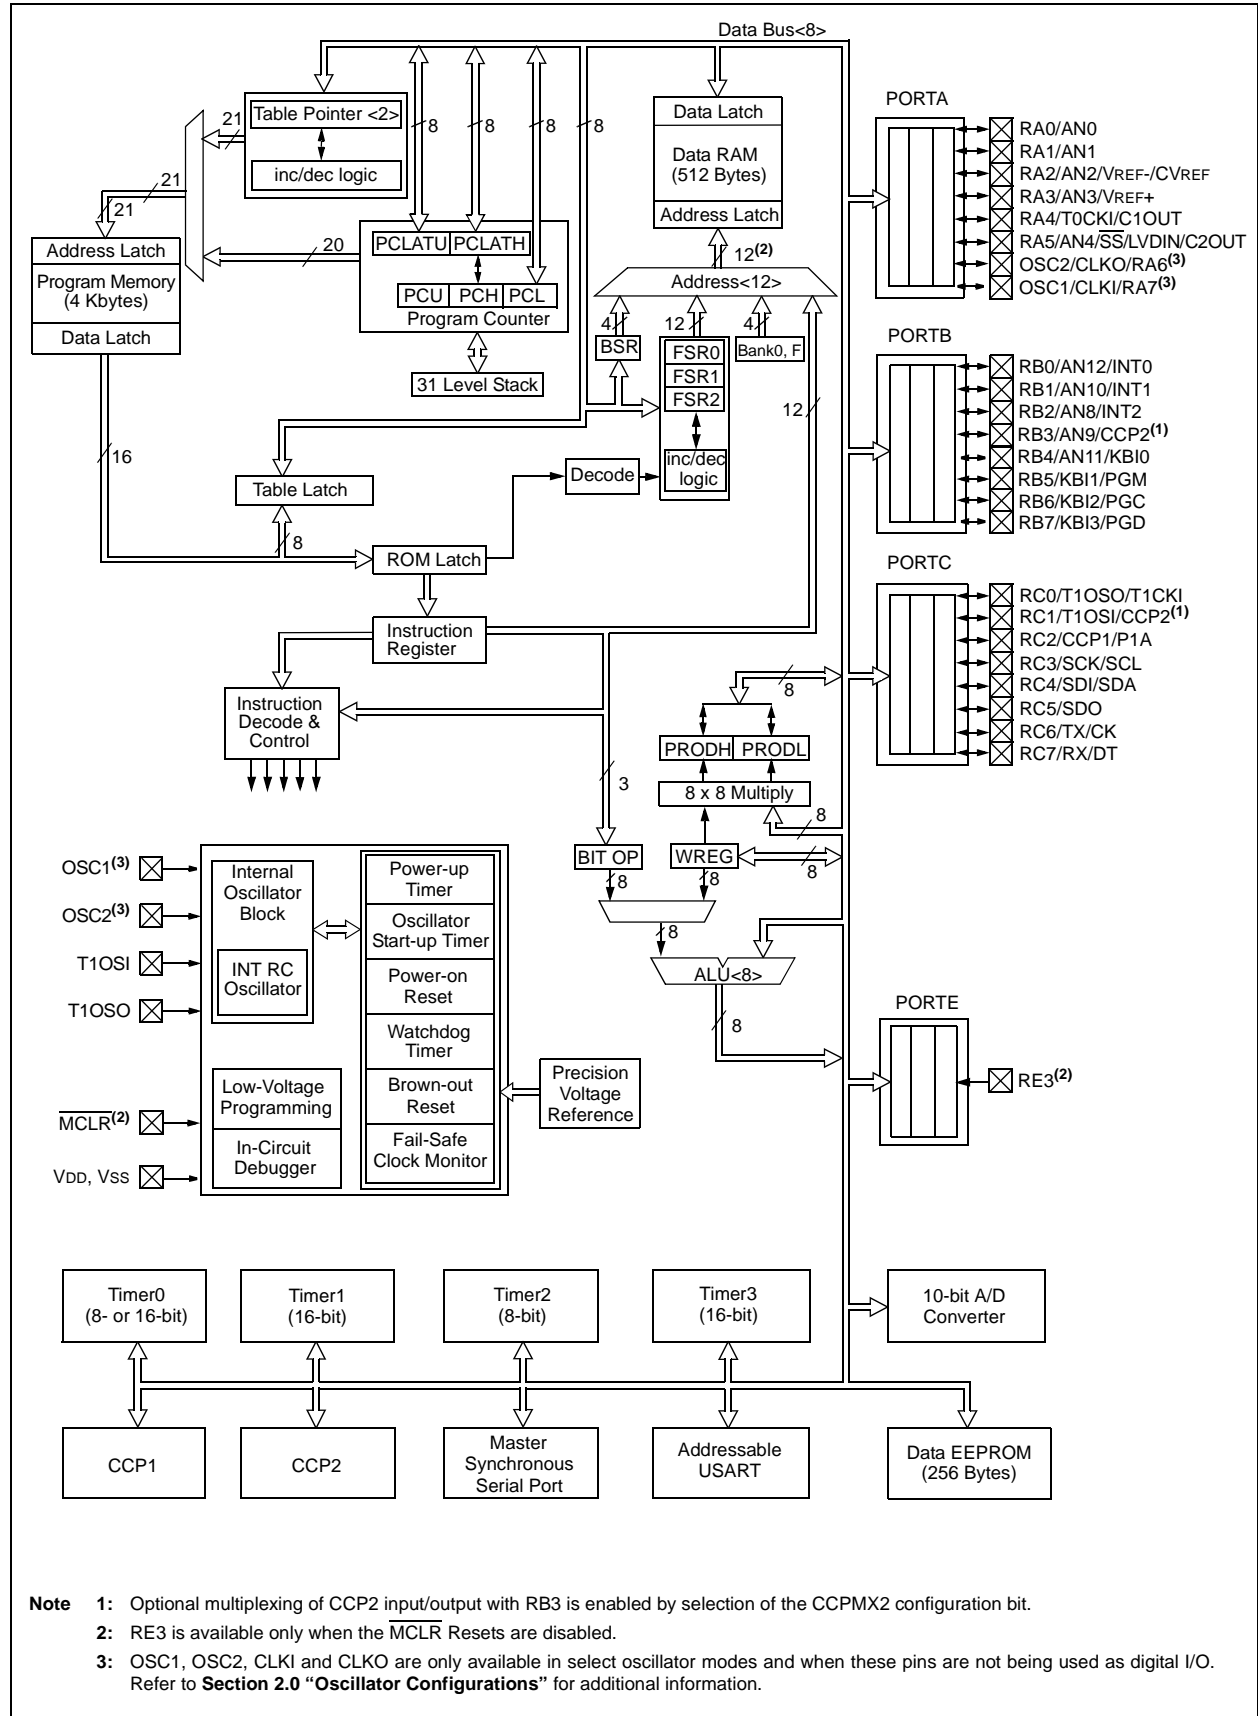 Data Bus<8>
Table Pointer <2>
inc/dec logic
21
21
21
20
8
8
8
8
Data Latch
Data RAM
(512 Bytes)
Address Latch
12(2)
Address<12>
4
12
4
BSR
FSR0
FSR1
FSR2
inc/dec
logic
Bank0, F
12
PCLATU PCLATH
PCU PCH PCL
Program Counter
31 Level Stack
Address Latch
Program Memory
(4 Kbytes)
Data Latch
16
Table Latch
8
Decode
ROM Latch
Instruction
Register
Instruction
Decode &
Control
8
PRODH PRODL
8 x 8 Multiply
3
8
BIT OP
WREG
8
8
8
8
ALU<8>
8
PORTA
RA0/AN0
RA1/AN1
RA2/AN2/VREF-/CVREF
RA3/AN3/VREF+
RA4/T0CKI/C1OUT
RA5/AN4/SS/LVDIN/C2OUT
OSC2/CLKO/RA6(3)
OSC1/CLKI/RA7(3)
PORTB
RB0/AN12/INT0
RB1/AN10/INT1
RB2/AN8/INT2
RB3/AN9/CCP2(1)
RB4/AN11/KBI0
RB5/KBI1/PGM
RB6/KBI2/PGC
RB7/KBI3/PGD
PORTC
RC0/T1OSO/T1CKI
RC1/T1OSI/CCP2(1)
RC2/CCP1/P1A
RC3/SCK/SCL
RC4/SDI/SDA
RC5/SDO
RC6/TX/CK
RC7/RX/DT
PORTE
RE3(2)
OSC1(3)
OSC2(3)
T1OSI
T1OSO
MCLR(2)
VDD, VSS
Internal
Oscillator
Block
INT RC
Oscillator
Low-Voltage
Programming
In-Circuit
Debugger
Power-up
Timer
Oscillator
Start-up Timer
Power-on
Reset
Watchdog
Timer
Brown-out
Reset
Fail-Safe
Clock Monitor
Precision
Voltage
Reference
Timer0
(8- or 16-bit)
Timer1
(16-bit)
Timer2
(8-bit)
Timer3
(16-bit)
10-bit A/D
Converter
CCP1
CCP2
Master
Synchronous
Serial Port
Addressable
USART
Data EEPROM
(256 Bytes)
Note 1: Optional multiplexing of CCP2 input/output with RB3 is enabled by selection of the CCPMX2 configuration bit.
2: RE3 is available only when the MCLR Resets are disabled.
3: OSC1, OSC2, CLKI and CLKO are only available in select oscillator modes and when these pins are not being used as digital I/O.
Refer to Section 2.0 “Oscillator Configurations” for additional information.